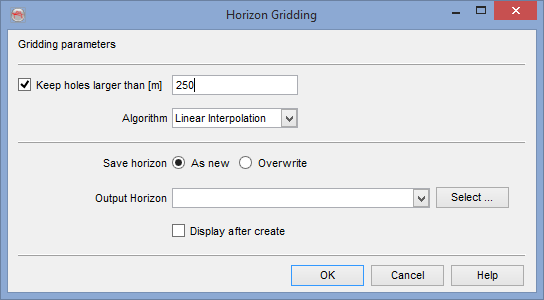 Horizon Gridding
Gridding parameters
Keep holes larger than [m] 250
Algorithm Linear Interpolation
Save horizon As new Overwrite
Output Horizon Select ...
Display after create
OK Cancel Help